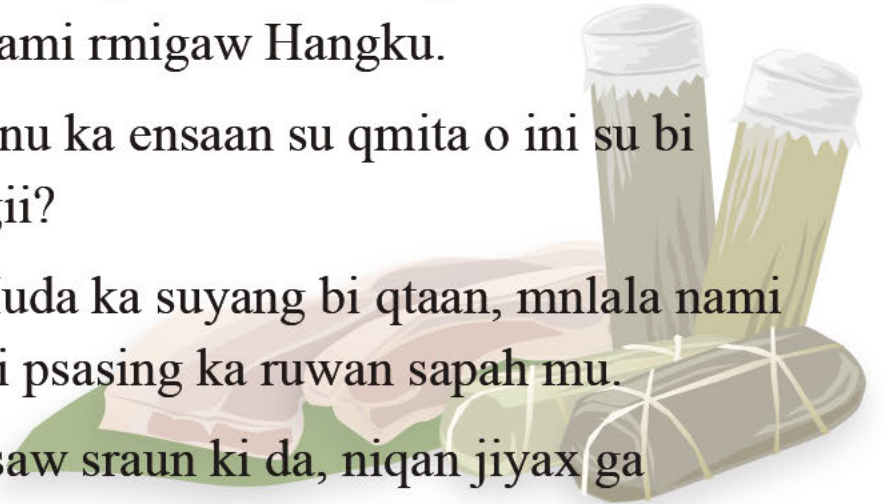 ami rmigaw Hangku.
nu ka ensaan su qmita o ini su bi
gii?
uda ka suyang bi qtaan, mnlala nami
i psasing ka ruwan sapah mu.
saw sraun ki da, niqan jiyax ga